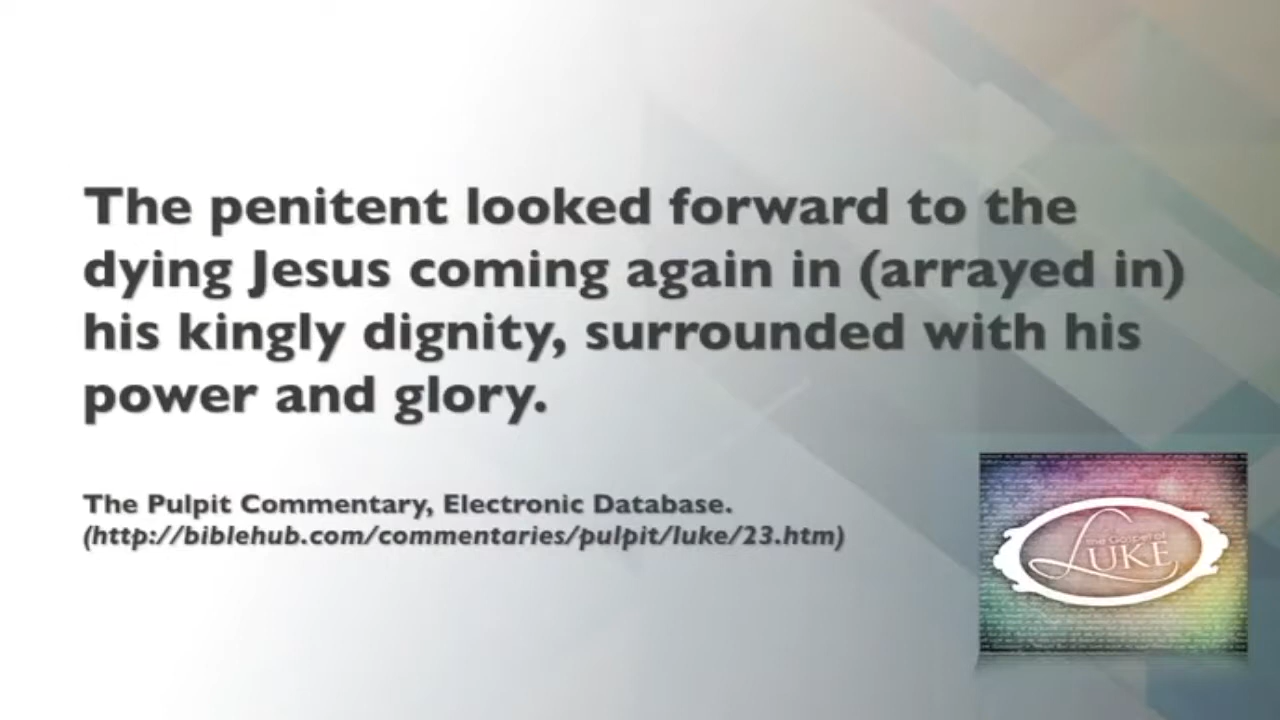 The penitent looked forward to the
dying Jesus coming again in (arrayed in)
his kingly dignity, surrounded with his
power and glory.
The Pulpit Commentary, Electronic Database.
(http://biblehub.com/commentaries/pulpit/luke/23.htm)
the Gospel of
LUKE